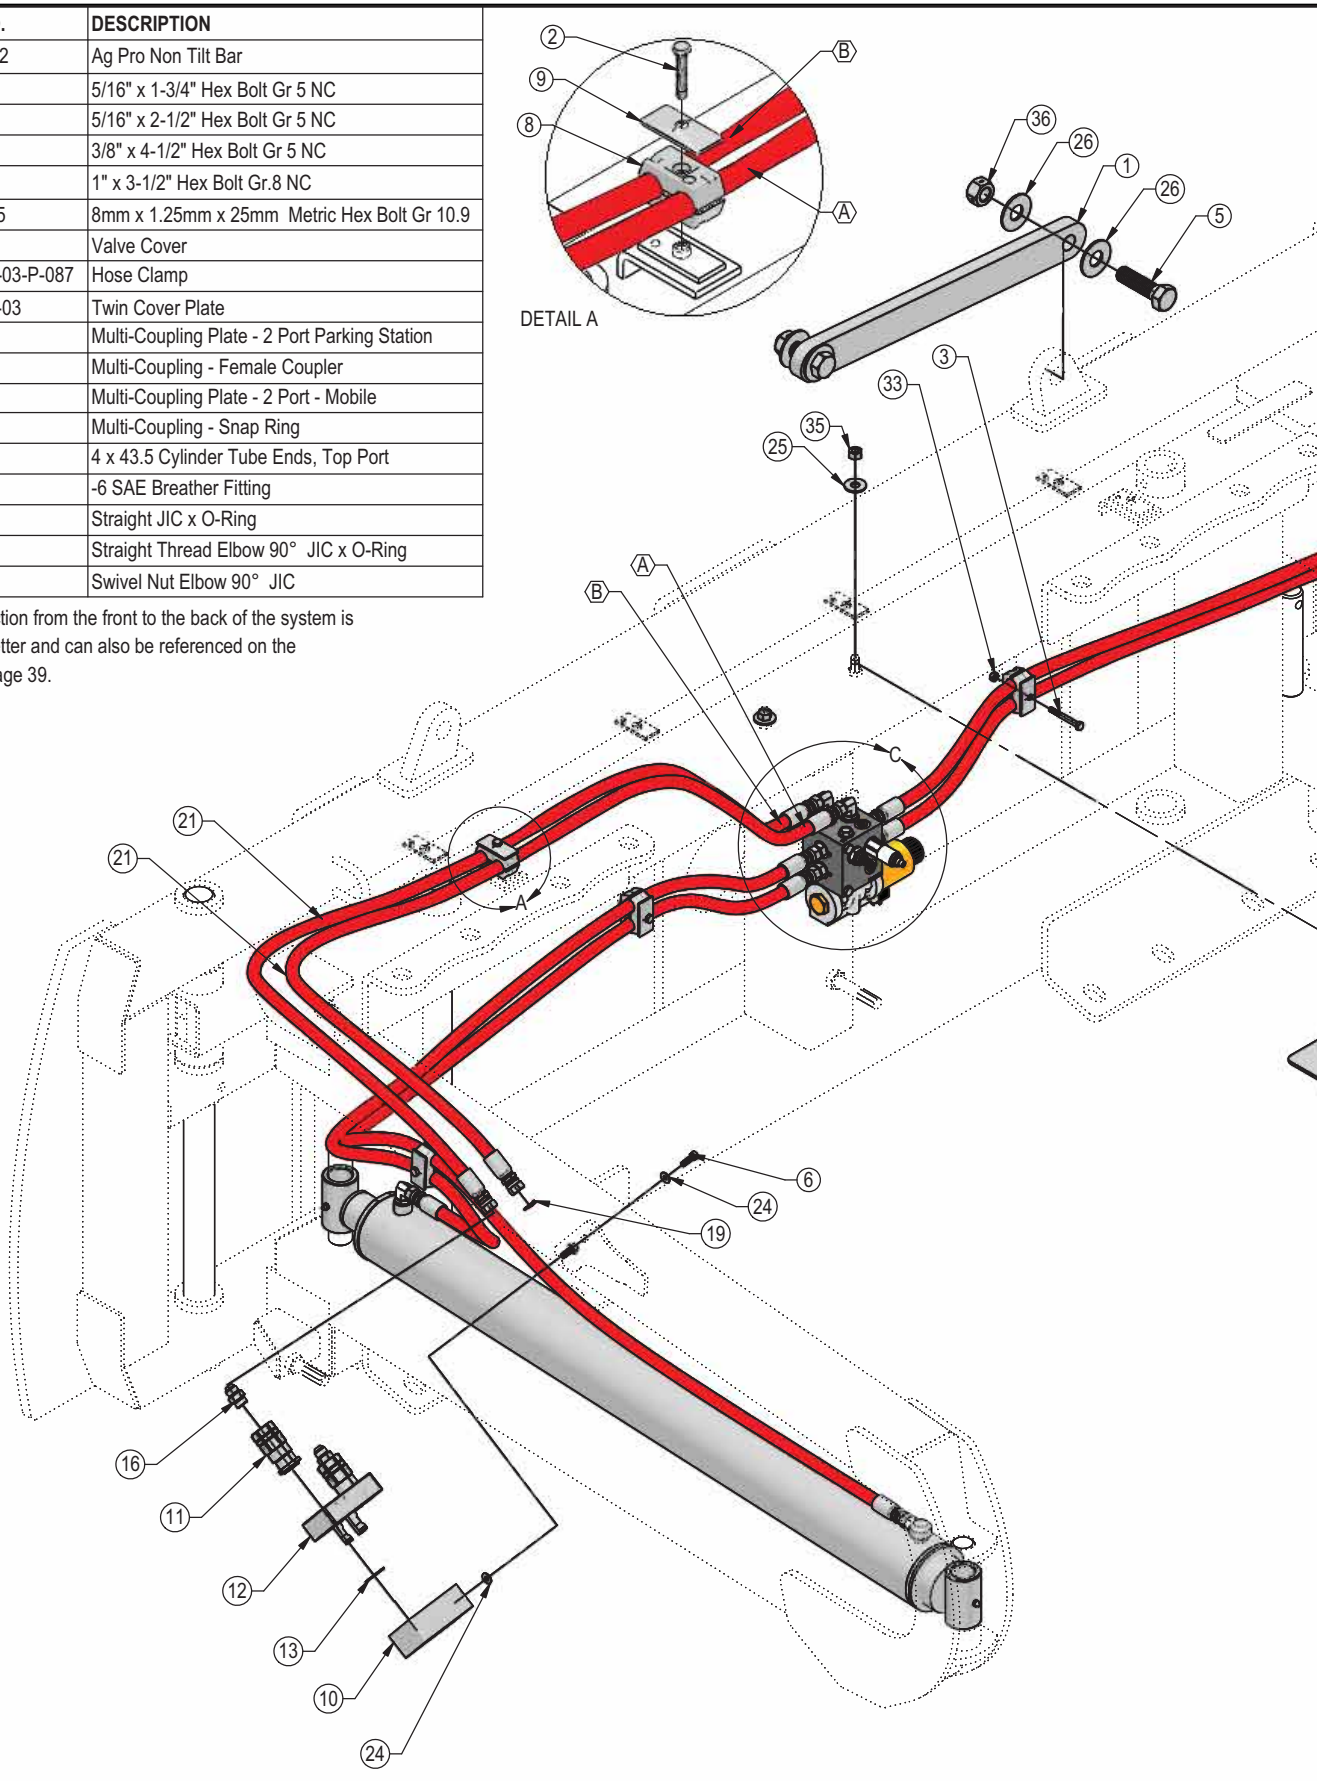 . DESCRIPTION
2 Ag Pro Non Tilt Bar
5/16" x 1-3/4" Hex Bolt Gr 5 NC
5/16" x 2-1/2" Hex Bolt Gr 5 NC
3/8" x 4-1/2" Hex Bolt Gr 5 NC
1" x 3-1/2" Hex Bolt Gr.8 NC
5 8mm x 1.25mm x 25mm Metric Hex Bolt Gr 10.9
Valve Cover
-03-P-087 Hose Clamp
-03 Twin Cover Plate
Multi-Coupling Plate - 2 Port Parking Station
Multi-Coupling - Female Coupler
Multi-Coupling Plate - 2 Port - Mobile
Multi-Coupling - Snap Ring
4 x 43.5 Cylinder Tube Ends, Top Port
-6 SAE Breather Fitting
Straight JIC x O-Ring
Straight Thread Elbow 90° JIC x O-Ring
Swivel Nut Elbow 90° JIC
tion from the front to the back of the system is
tter and can also be referenced on the
age 39.
2
B
9
8
A
DETAIL A
36
26
1
26
5
3
33
35
25
A
B
C
21
21
A
6
24
19
16
11
12
13
10
24